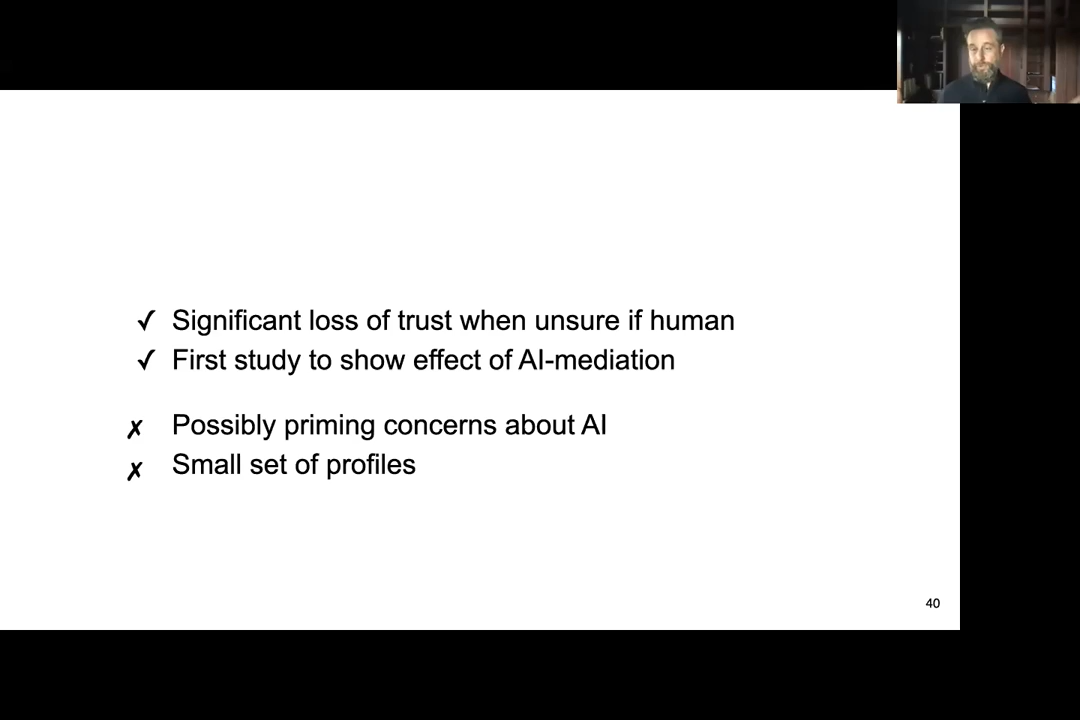 ✓ Significant loss of trust when unsure if human
✓ First study to show effect of AI-mediation
✗ Possibly priming concerns about AI
✗ Small set of profiles
40